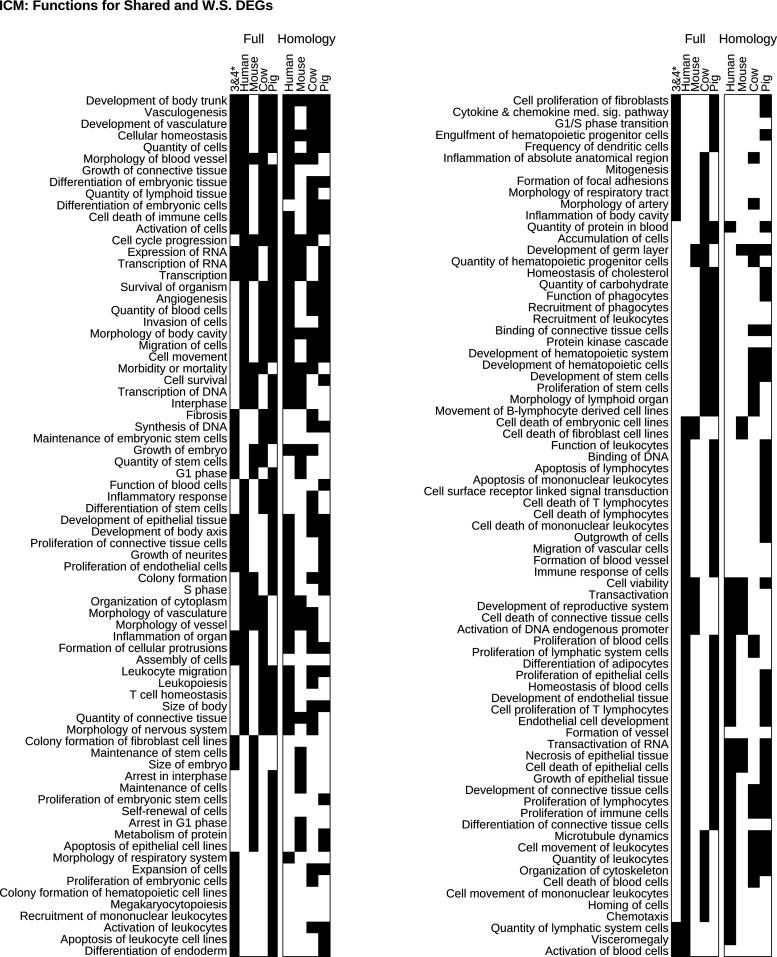 ICM: Functions for Shared and W.S. DEGs
Full Homology
3&4* Human Mouse Cow Pig Human Mouse Cow Pig
Development of body trunk
Vasculogenesis
Development of vasculature
Cellular homeostasis
Quantity of cells
Morphology of blood vessel
Growth of connective tissue
Differentiation of embryonic tissue
Quantity of lymphoid tissue
Differentiation of embryonic cells
Cell death of immune cells
Activation of cells
Cell cycle progression
Expression of RNA
Transcription of RNA
Transcription
Survival of organism
Angiogenesis
Quantity of blood cells
Invasion of cells
Morphology of body cavity
Migration of cells
Cell movement
Morbidity or mortality
Cell survival
Transcription of DNA
Interphase
Fibrosis
Synthesis of DNA
Maintenance of embryonic stem cells
Growth of embryo
Quantity of stem cells
G1 phase
Function of blood cells
Inflammatory response
Differentiation of stem cells
Development of epithelial tissue
Development of body axis
Proliferation of connective tissue cells
Growth of neurites
Proliferation of endothelial cells
Colony formation
S phase
Organization of cytoplasm
Morphology of vasculature
Morphology of vessel
Inflammation of organ
Formation of cellular protrusions
Assembly of cells
Leukocyte migration
Leukopoiesis
T cell homeostasis
Size of body
Quantity of connective tissue
Morphology of nervous system
Colony formation of fibroblast cell lines
Maintenance of stem cells
Size of embryo
Arrest in interphase
Maintenance of cells
Proliferation of embryonic stem cells
Self-renewal of cells
Arrest in G1 phase
Metabolism of protein
Apoptosis of epithelial cell lines
Morphology of respiratory system
Expansion of cells
Proliferation of embryonic cells
Colony formation of hematopoietic cell lines
Megakaryocytopoiesis
Recruitment of mononuclear leukocytes
Activation of leukocytes
Apoptosis of leukocyte cell lines
Differentiation of endoderm
Full Homology
3&4* Human Mouse Cow Pig Human Mouse Cow Pig
Cell proliferation of fibroblasts
Cytokine & chemokine med. sig. pathway
G1/S phase transition
Engulfment of hematopoietic progenitor cells
Frequency of dendritic cells
Inflammation of absolute anatomical region
Mitogenesis
Formation of focal adhesions
Morphology of respiratory tract
Morphology of artery
Inflammation of body cavity
Quantity of protein in blood
Accumulation of cells
Development of germ layer
Quantity of hematopoietic progenitor cells
Homeostasis of cholesterol
Quantity of carbohydrate
Function of phagocytes
Recruitment of phagocytes
Recruitment of leukocytes
Binding of connective tissue cells
Protein kinase cascade
Development of hematopoietic system
Development of hematopoietic cells
Development of stem cells
Proliferation of stem cells
Morphology of lymphoid organ
Movement of B-lymphocyte derived cell lines
Cell death of embryonic cell lines
Cell death of fibroblast cell lines
Function of leukocytes
Binding of DNA
Apoptosis of lymphocytes
Apoptosis of mononuclear leukocytes
Cell surface receptor linked signal transduction
Cell death of T lymphocytes
Cell death of lymphocytes
Cell death of mononuclear leukocytes
Outgrowth of cells
Migration of vascular cells
Formation of blood vessel
Immune response of cells
Cell viability
Transactivation
Development of reproductive system
Cell death of connective tissue cells
Activation of DNA endogenous promoter
Proliferation of blood cells
Proliferation of lymphatic system cells
Differentiation of adipocytes
Proliferation of epithelial cells
Homeostasis of blood cells
Development of endothelial tissue
Cell proliferation of T lymphocytes
Endothelial cell development
Formation of vessel
Transactivation of RNA
Necrosis of epithelial tissue
Cell death of epithelial cells
Growth of epithelial tissue
Development of connective tissue cells
Proliferation of lymphocytes
Proliferation of immune cells
Differentiation of connective tissue cells
Microtubule dynamics
Cell movement of leukocytes
Quantity of leukocytes
Organization of cytoskeleton
Cell death of blood cells
Cell movement of mononuclear leukocytes
Homing of cells
Chemotaxis
Quantity of lymphatic system cells
Visceromegaly
Activation of blood cells